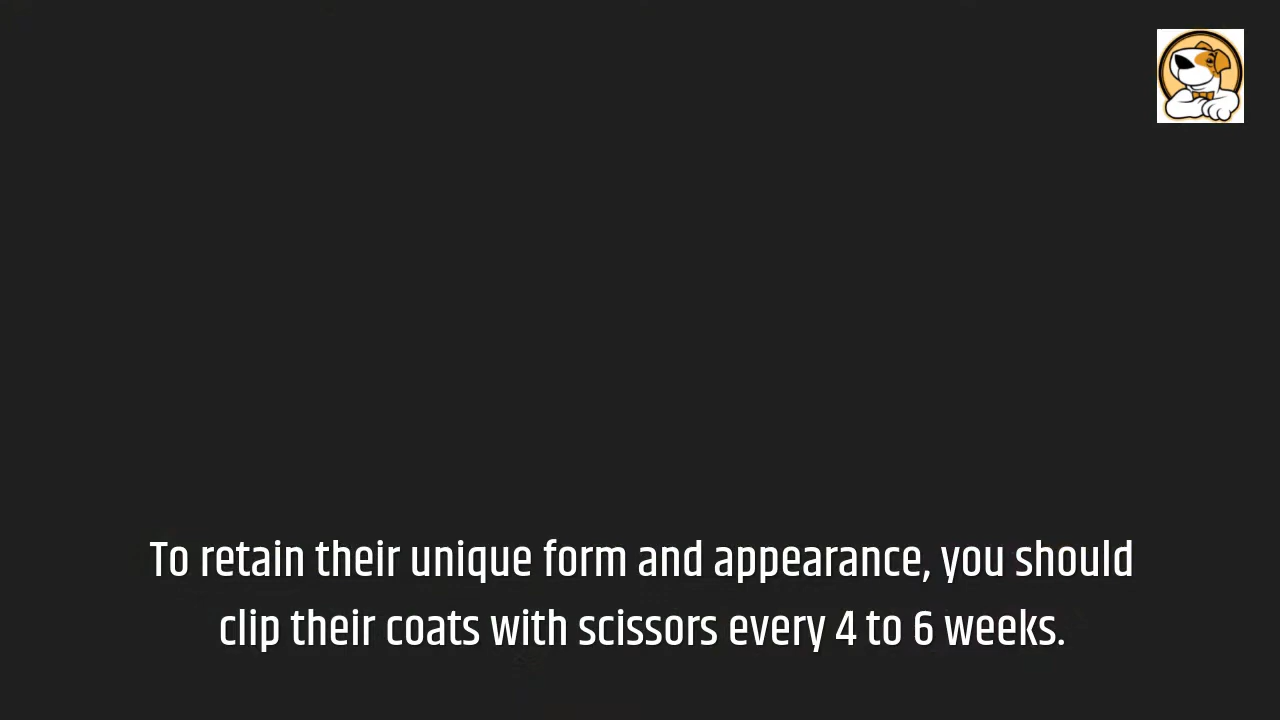 To retain their unique form and appearance, you should
clip their coats with scissors every 4 to 6 weeks.